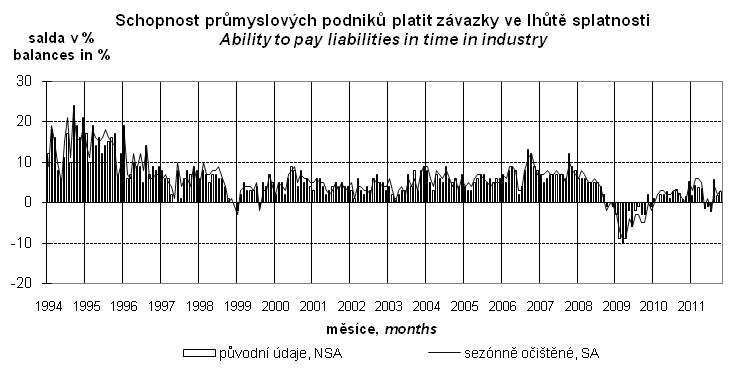 Schopnost průmyslových podniků platit závazky ve lhůtě splatnosti
Ability to pay liabilities in time in industry
salda v %
balances in %
30
20
10
0
-10
-20
1994 1995 1996 1997 1998 1999 2000 2001 2002 2003 2004 2005 2006 2007 2008 2009 2010 2011
měsíce, months
původní údaje, NSA
sezónně očištěné, SA